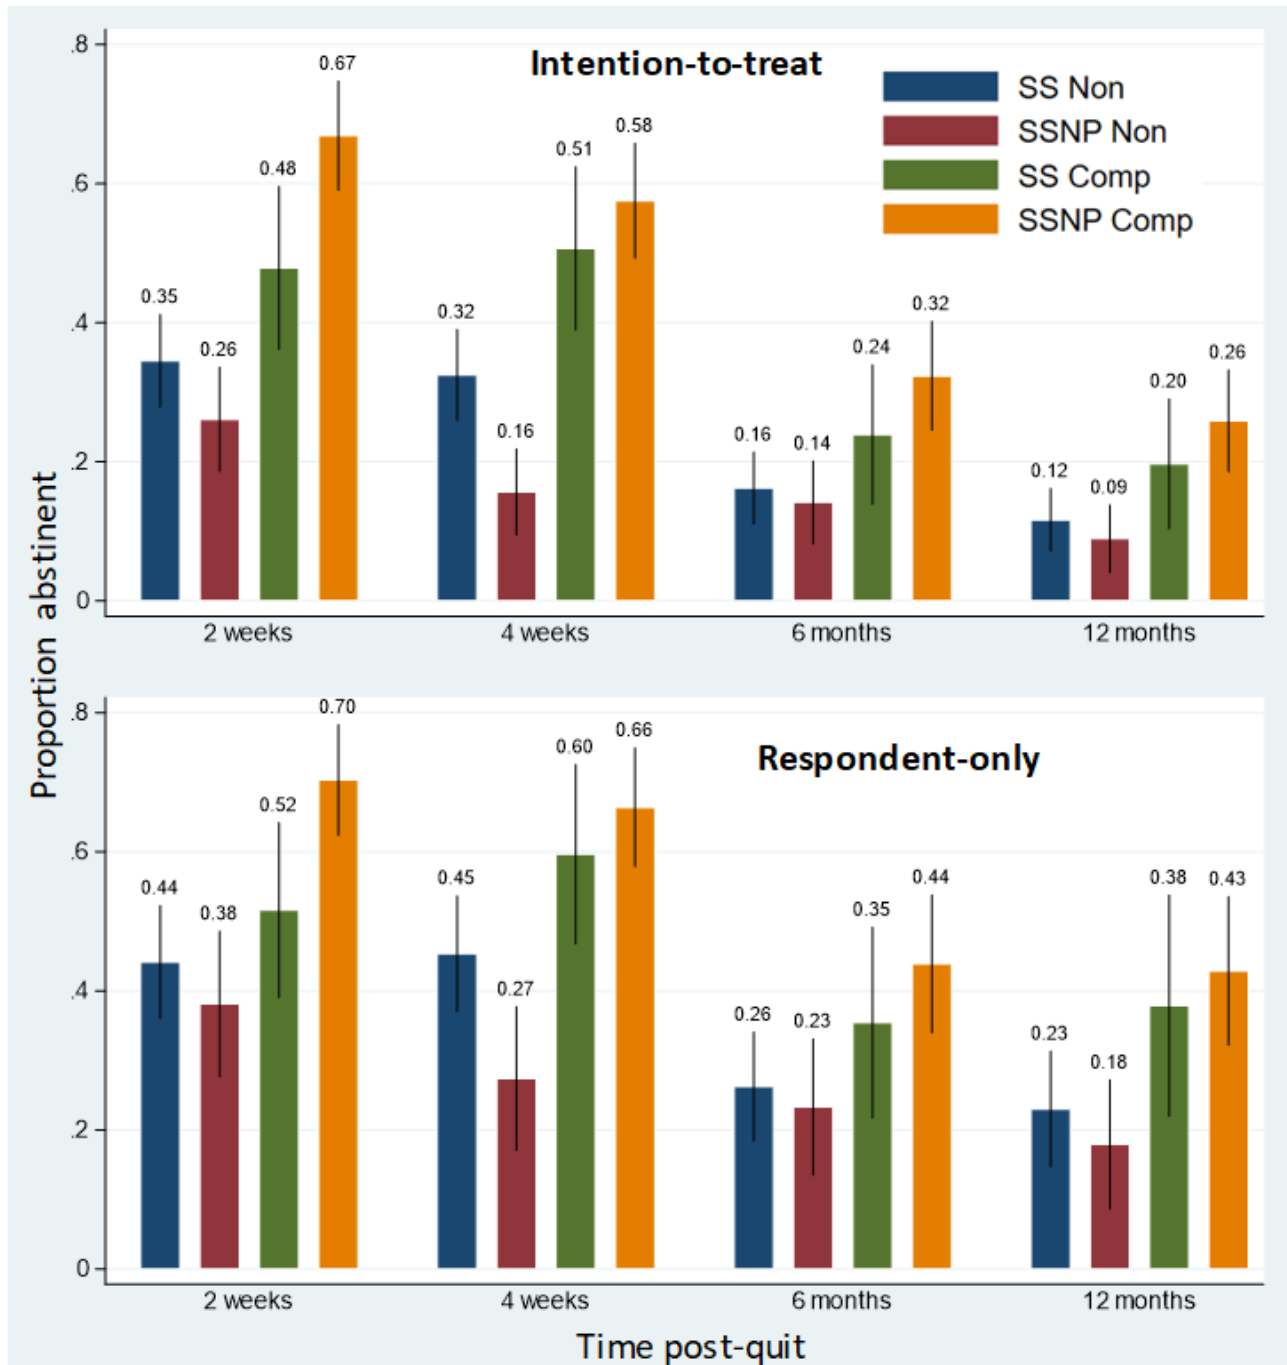 Proportion abstinent
Intention-to-treat
SS Non
SSNP Non
SS Comp
SSNP Comp
.8
.6
.4
.2
0
0.35
0.26
0.48
0.67
0.32
0.16
0.51
0.58
0.16
0.14
0.24
0.32
0.12
0.09
0.20
0.26
2 weeks
4 weeks
6 months
12 months
Respondent-only
.8
.6
.4
.2
0
0.44
0.38
0.52
0.70
0.45
0.27
0.60
0.66
0.26
0.23
0.35
0.44
0.23
0.18
0.38
0.43
2 weeks
4 weeks
6 months
12 months
Time post-quit